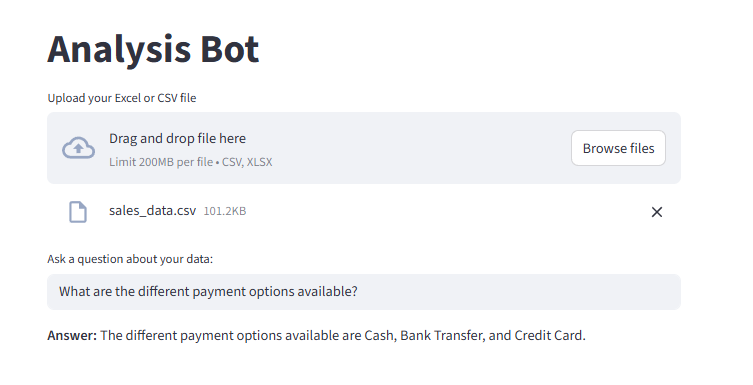 Analysis Bot
Upload your Excel or CSV file
Drag and drop file here
Limit 200MB per file • CSV, XLSX
Browse files
sales_data.csv 101.2KB
Ask a question about your data:
What are the different payment options available?
Answer: The different payment options available are Cash, Bank Transfer, and Credit Card.